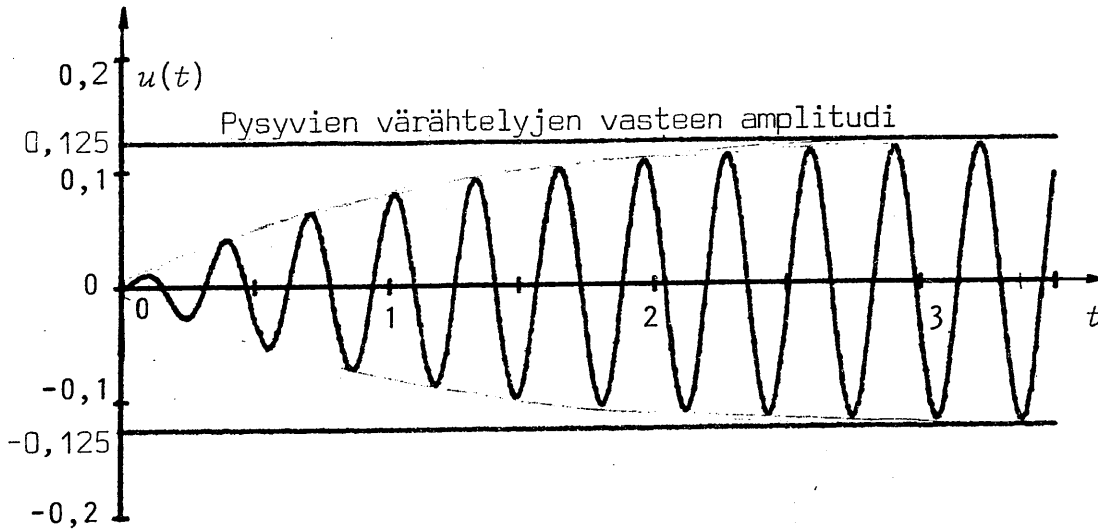 0,2 u(t)
Pysyvien värähtelyjen vasteen amplitudi
0,125
0,1
0
0 1 2 3 t
-0,1
-0,125
-0,2